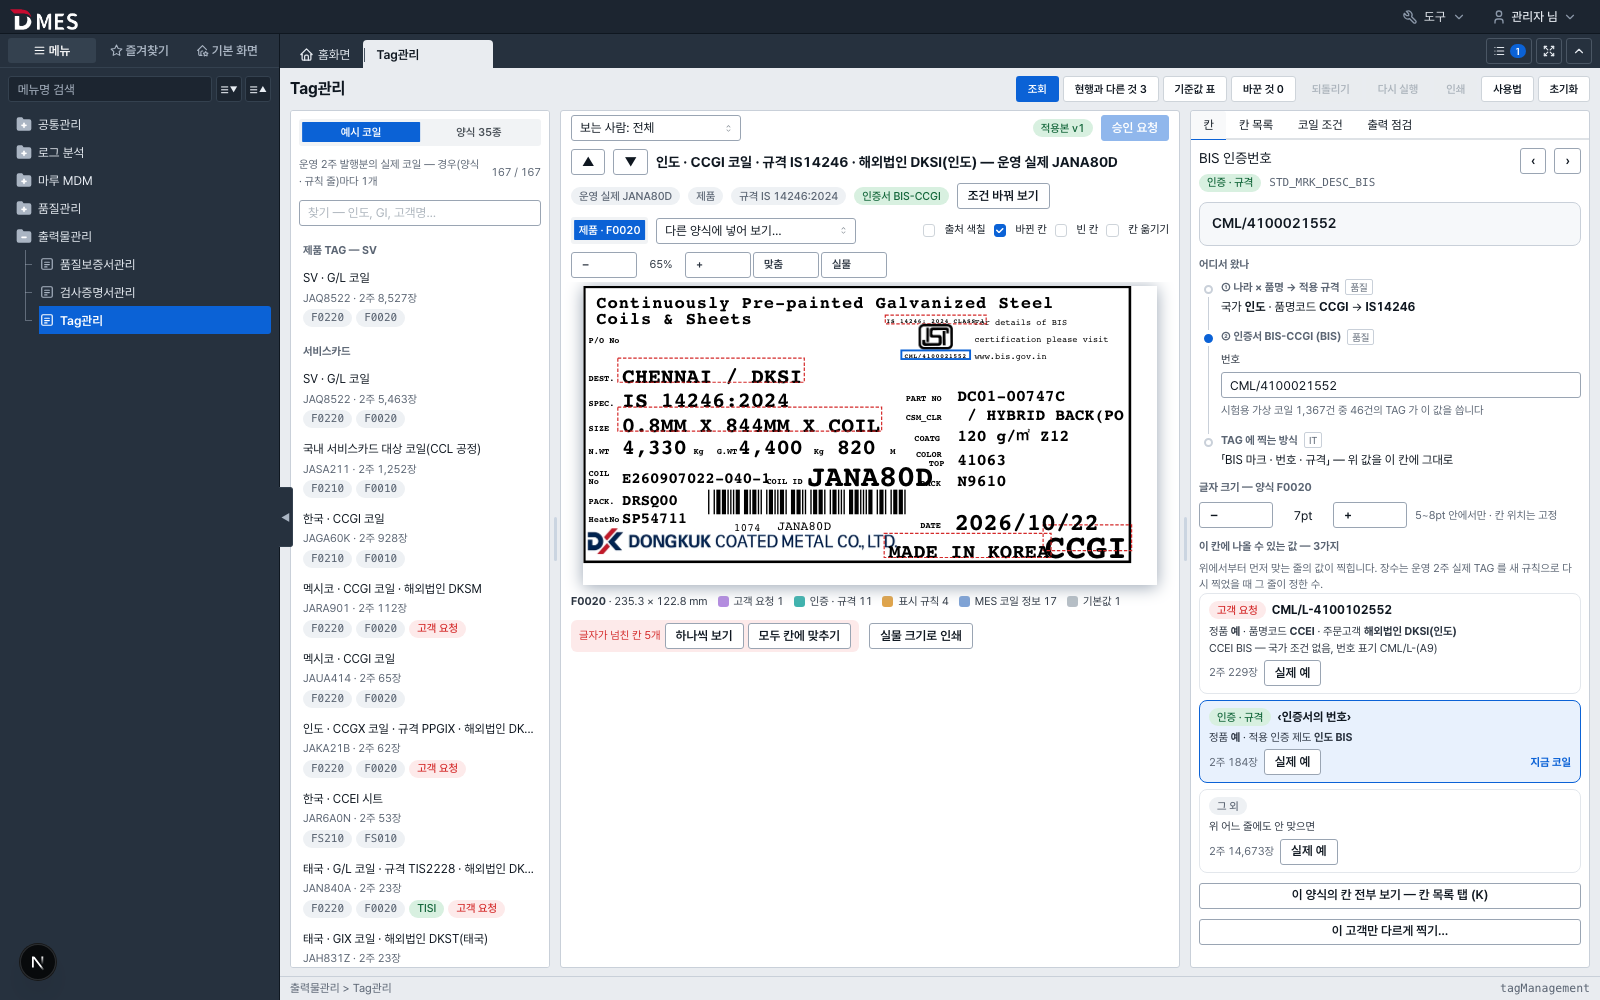 DMES
도구
관리자 님
메뉴
즐겨찾기
기본 화면
홈화면
Tag관리
1
메뉴명 검색
공통관리
로그 분석
마루 MDM
품질관리
출력물관리
품질보증서관리
검사증명서관리
Tag관리
Tag관리
조회
현행과 다른 것 3
기준값 표
바꾼 것 0
되돌리기
다시 실행
인쇄
사용법
초기화
예시 코일
양식 35종
운영 2주 발행분의 실제 코일 — 경우(양식 · 규칙 줄)마다 1개
167 / 167
찾기 — 인도, GI, 고객명...
제품 TAG — SV
SV · G/L 코일
JAQ8522 · 2주 8,527장
F0220 F0020
서비스카드
SV · G/L 코일
JAQ8522 · 2주 5,463장
F0220 F0020
국내 서비스카드 대상 코일(CCL 공정)
JASA211 · 2주 1,252장
F0210 F0010
한국 · CCGI 코일
JAGA60K · 2주 928장
F0210 F0010
멕시코 · CCGI 코일 · 해외법인 DKSM
JARA901 · 2주 112장
F0220 F0020 고객 요청
멕시코 · CCGI 코일
JAUA414 · 2주 65장
F0220 F0020
인도 · CCGX 코일 · 규격 PPGIX · 해외법인 DK...
JAKA21B · 2주 62장
F0220 F0020 고객 요청
한국 · CCEI 시트
JAR6A0N · 2주 53장
FS210 FS010
태국 · G/L 코일 · 규격 TIS2228 · 해외법인 DK...
JAN840A · 2주 23장
F0220 F0020 TISI 고객 요청
태국 · GIX 코일 · 해외법인 DKST(태국)
JAH831Z · 2주 23장
보는 사람: 전체
적용본 v1
승인 요청
▲ ▼ 인도 · CCGI 코일 · 규격 IS14246 · 해외법인 DKSI(인도) — 운영 실제 JANA80D
운영 실제 JANA80D
제품
규격 IS 14246:2024
인증서 BIS-CCGI
조건 바꿔 보기
제품 · F0020
다른 양식에 넣어 보기...
출처 색칠
바뀐 칸
빈 칸
칸 옮기기
−
65%
+
맞춤
실물
Continuously Pre-painted Galvanized Steel
Coils & Sheets
P/O No
For details of BIS
certification please visit
CML/4100021552
www.bis.gov.in
DEST. CHENNAI / DKSI
SPEC. IS 14246:2024
PART NO DC01-00747C
CSM_CLR / HYBRID BACK(PO
SIZE 0.8MM X 844MM X COIL
COATG 120 g/㎡ Z12
N.WT 4,330 Kg G.WT 4,400 Kg 820 M
COLOR TOP 41063
COIL No E260907022-040-1 COIL ID JANA80D
N9610
PACK. DRSQ00
HeatNo SP54711
1074 JANA80D
DATE 2026/10/22
DONGKUK COATED METAL CO., LTD.
MADE IN KOREA
CCGI
F0020 · 235.3 × 122.8 mm
고객 요청 1
인증 · 규격 11
표시 규칙 4
MES 코일 정보 17
기본값 1
글자가 넘친 칸 5개
하나씩 보기
모두 칸에 맞추기
실물 크기로 인쇄
칸
칸 목록
코일 조건
출력 점검
BIS 인증번호
‹ ›
인증 · 규격 STD_MRK_DESC_BIS
CML/4100021552
어디서 왔나
① 나라 × 품명 → 적용 규격 품질
국가 인도 · 품명코드 CCGI → IS14246
② 인증서 BIS-CCGI (BIS) 품질
번호
CML/4100021552
시험용 가상 코일 1,367건 중 46건의 TAG 가 이 값을 씁니다
TAG 에 찍는 방식 IT
「BIS 마크 · 번호 · 규격」 — 위 값을 이 칸에 그대로
글자 크기 — 양식 F0020
−
7pt
+
5~8pt 안에서만 · 칸 위치는 고정
이 칸에 나올 수 있는 값 — 3가지
위에서부터 먼저 맞는 줄의 값이 찍힙니다. 장수는 운영 2주 실제 TAG 를 새 규칙으로 다시 찍었을 때 그 줄이 정한 수.
고객 요청 CML/L-4100102552
정품 예 · 품명코드 CCEI · 주문고객 해외법인 DKSI(인도)
CCEI BIS — 국가 조건 없음, 번호 표기 CML/L-(A9)
2주 229장
실제 예
인증 · 규격 ‹인증서의 번호›
정품 예 · 적용 인증 제도 인도 BIS
2주 184장
실제 예
지금 코일
그 외
위 어느 줄에도 안 맞으면
2주 14,673장
실제 예
이 양식의 칸 전부 보기 — 칸 목록 탭 (K)
이 고객만 다르게 찍기...
N
출력물관리 > Tag관리
tagManagement